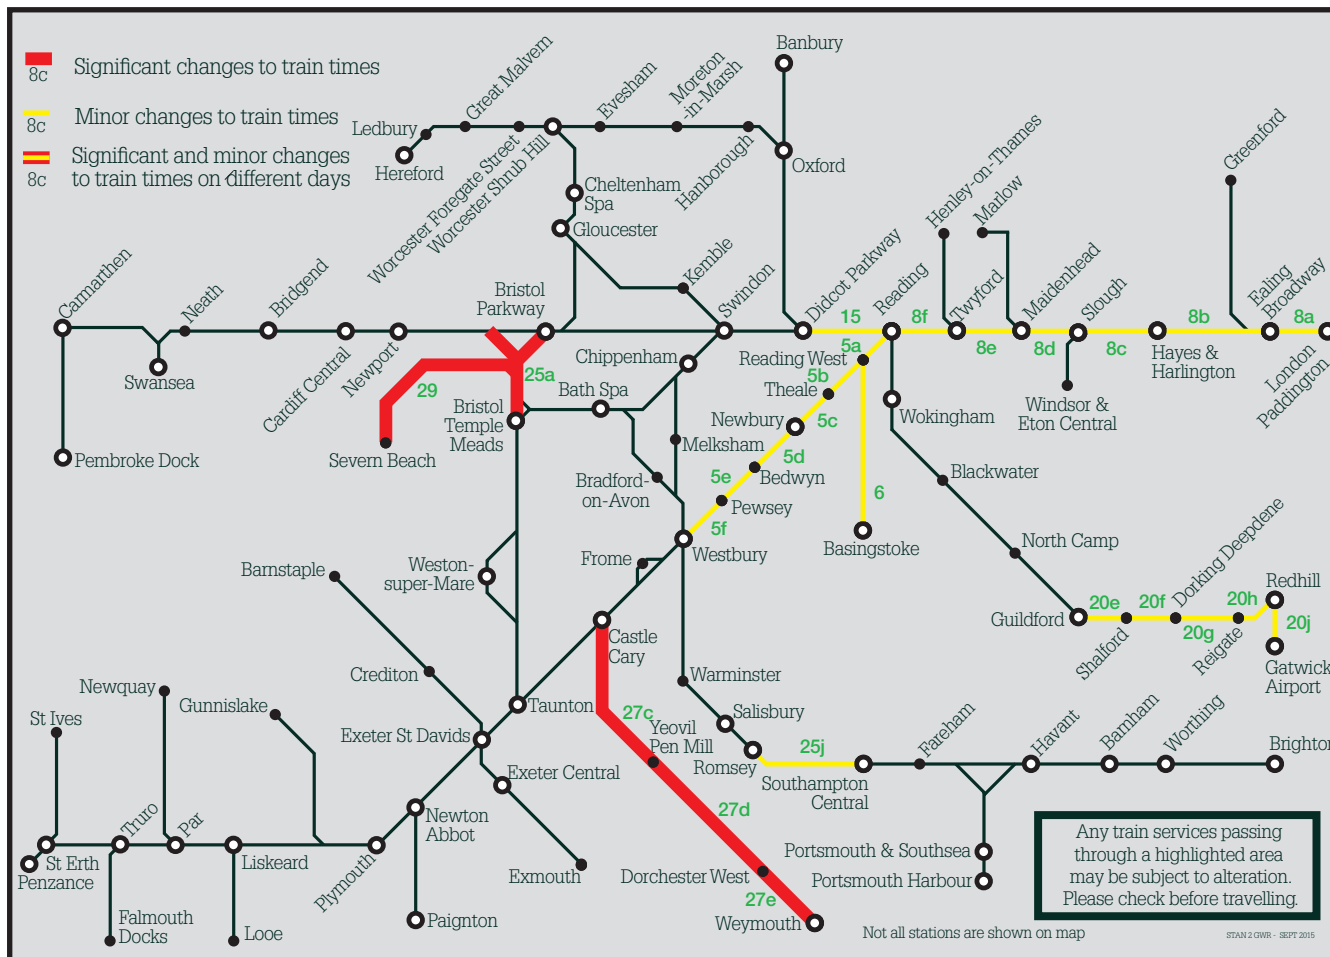 8c
Significant changes to train times
8c
Minor changes to train times
8c
Significant and minor changes
to train times on different days
Banbury
Great Malvern
Evesham
Moreton
-in-Marsh
Ledbury
Hereford
Worcester Foregate Street
Worcester Shrub Hill
Hanborough
Oxford
Cheltenham
Spa
Gloucester
Kemble
Swindon
Didcot Parkway
Reading
Henley-on-Thames
Marlow
Twyford
Maidenhead
Slough
Greenford
Ealing
Broadway
Carmarthen
Neath
Bridgend
Bristol
Parkway
15
8f
8e
8d
8c
8b
8a
Swansea
Cardiff Central
Newport
Pembroke Dock
29
25a
Severn Beach
Bristol
Temple
Meads
Bath Spa
Chippenham
Melksham
Bradford-
on-Avon
Reading West
5a
5b
Theale
5c
Newbury
5d
Bedwyn
5e
Pewsey
5f
Westbury
6
Basingstoke
Wokingham
Blackwater
North Camp
Guildford
Windsor &
Eton Central
Hayes &
Harlington
London
Paddington
20e
Shalford
20f
Dorking Deepdene
20g
Reigate
20h
Redhill
20j
Gatwick
Airport
Weston-
super-Mare
Frome
Castle
Cary
Barnstaple
Crediton
Taunton
Exeter St Davids
Exeter Central
Exmouth
Newquay
Gunnislake
St Ives
Truro
Par
Liskeard
Plymouth
Newton
Abbot
Paignton
St Erth
Penzance
Falmouth
Docks
Looe
27c
Yeovil
Pen Mill
27d
Dorchester West
27e
Weymouth
Warminster
Salisbury
Romsey
25j
Southampton
Central
Fareham
Havant
Barnham
Worthing
Brighton
Portsmouth & Southsea
Portsmouth Harbour
Any train services passing
through a highlighted area
may be subject to alteration.
Please check before travelling.
Not all stations are shown on map
STAN 2 GWR - SEPT 2015